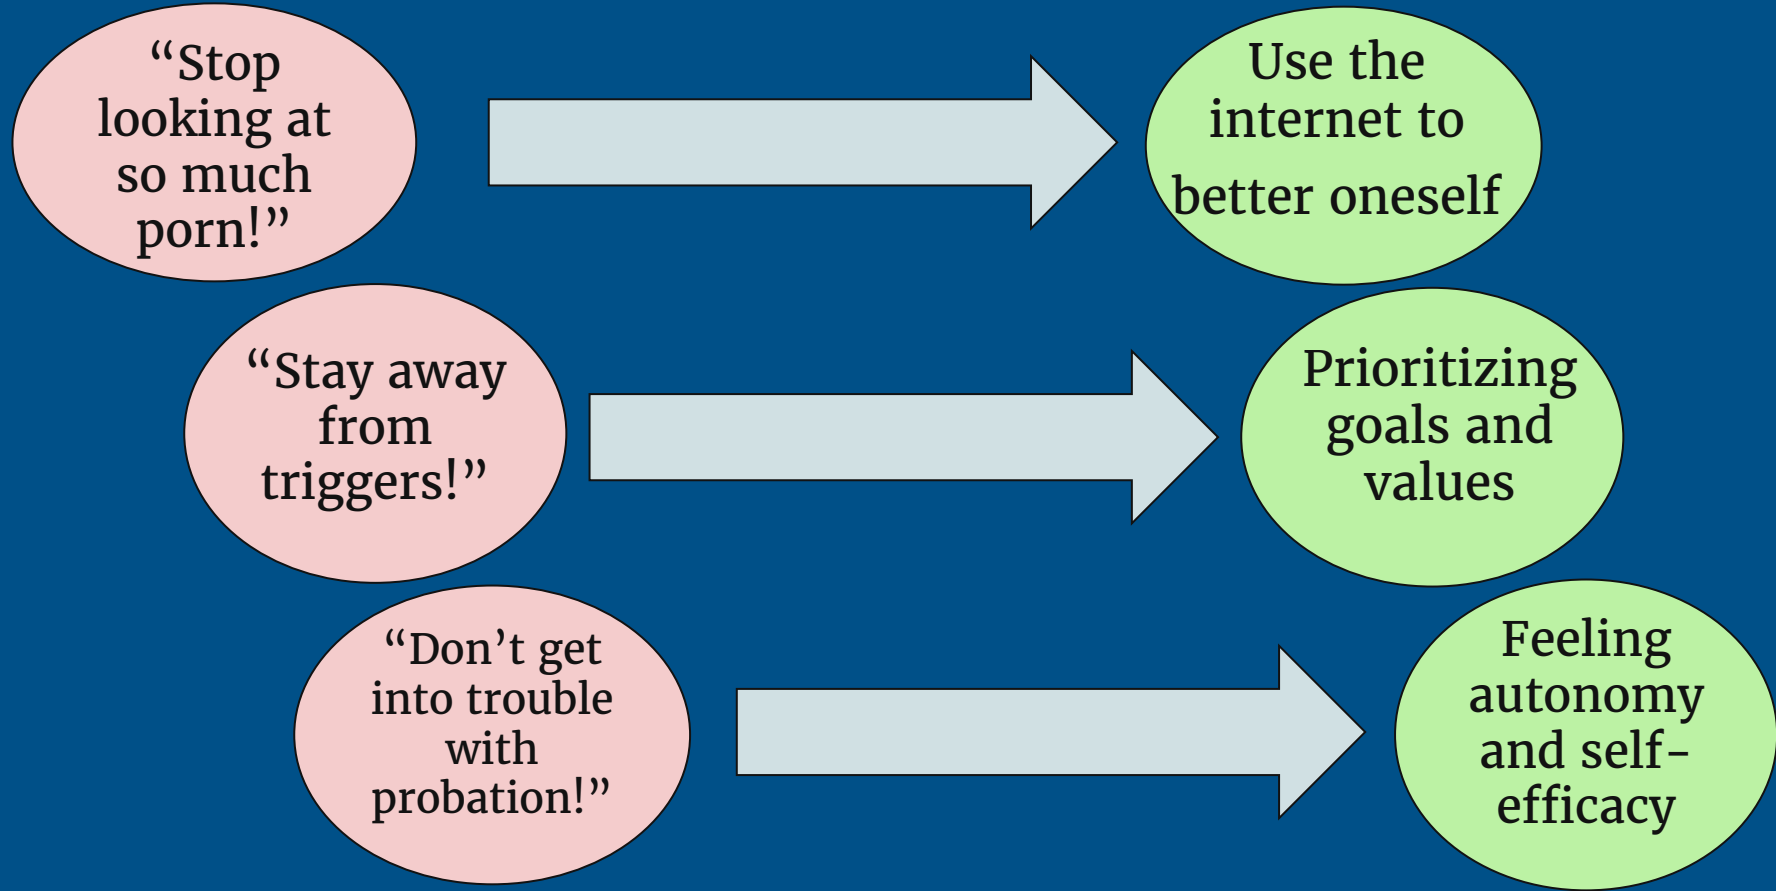 “Stop
looking at
so much
porn!”
Use the
internet to
better oneself
“Stay away
from
triggers!”
Prioritizing
goals and
values
“Don’t get
into trouble
with
probation!”
Feeling
autonomy
and self-
efficacy